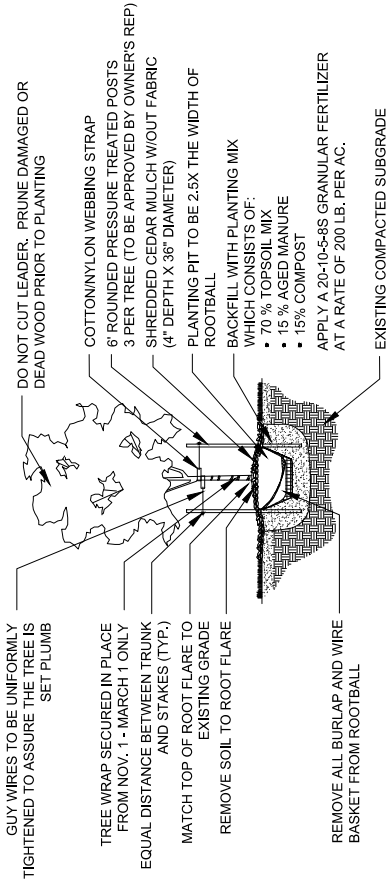 GUY WIRES TO BE UNIFORMLY
TIGHTENED TO ASSURE THE TREE IS
SET PLUMB
TREE WRAP SECURED IN PLACE
FROM NOV. 1 - MARCH 1 ONLY
EQUAL DISTANCE BETWEEN TRUNK
AND STAKES (TYP.)
MATCH TOP OF ROOT FLARE TO
EXISTING GRADE
REMOVE SOIL TO ROOT FLARE
REMOVE ALL BURLAP AND WIRE
BASKET FROM ROOTBALL
DO NOT CUT LEADER. PRUNE DAMAGED OR
DEAD WOOD PRIOR TO PLANTING
COTTON/NYLON WEBBING STRAP
6' ROUNDED PRESSURE TREATED POSTS
3 PER TREE (TO BE APPROVED BY OWNER'S REP)
SHREDDED CEDAR MULCH W/OUT FABRIC
(4" DEPTH X 36" DIAMETER)
PLANTING PIT TO BE 2.5X THE WIDTH OF
ROOTBALL
BACKFILL WITH PLANTING MIX
WHICH CONSISTS OF:
• 70 % TOPSOIL MIX
• 15 % AGED MANURE
• 15% COMPOST
APPLY A 20-10-5-8S GRANULAR FERTILIZER
AT A RATE OF 200 LB. PER AC.
EXISTING COMPACTED SUBGRADE